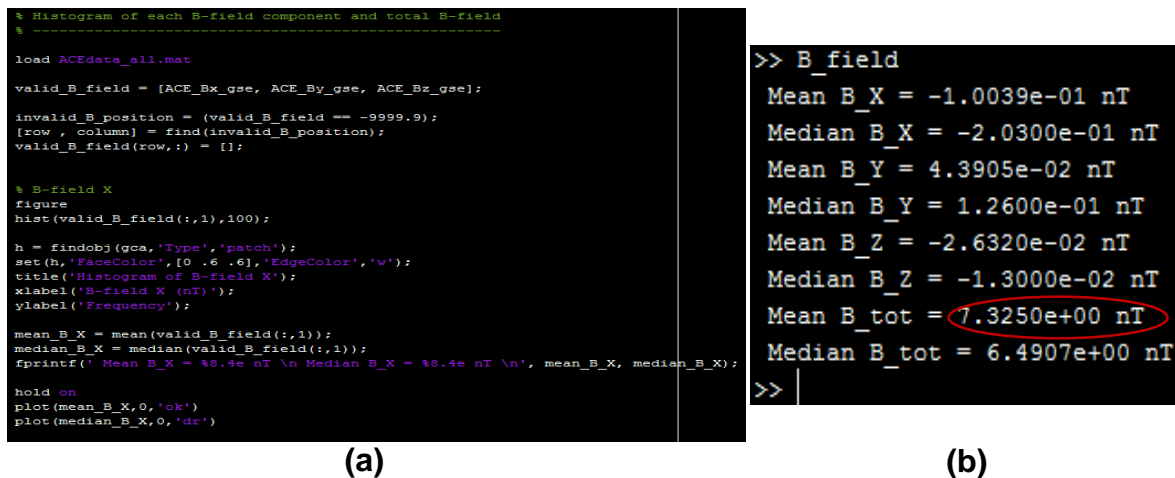 % Histogram of each B-field component and total B-field
% -----------------------------------------------------
load ACEdata_all.mat
valid_B_field = [ACE_Bx_gse, ACE_By_gse, ACE_Bz_gse];
invalid_B_position = (valid_B_field == -9999.9);
[row , column] = find(invalid_B_position);
valid_B_field(row,:) = [];
% B-field X
figure
hist(valid_B_field(:,1),100);
h = findobj(gca,'Type','patch');
set(h,'FaceColor',[0 .6 .6],'EdgeColor','w');
title('Histogram of B-field X');
xlabel('B-field X (nT)');
ylabel('Frequency');
mean_B_X = mean(valid_B_field(:,1));
median_B_X = median(valid_B_field(:,1));
fprintf(' Mean B_X = %8.4e nT \n Median B_X = %8.4e nT \n', mean_B_X, median_B_X);
hold on
plot(mean_B_X,0,'ok')
plot(median_B_X,0,'dr')
(a)
>> B_field
Mean B_X = -1.0039e-01 nT
Median B_X = -2.0300e-01 nT
Mean B_Y = 4.3905e-02 nT
Median B_Y = 1.2600e-01 nT
Mean B_Z = -2.6320e-02 nT
Median B_Z = -1.3000e-02 nT
Mean B_tot = 7.3250e+00 nT
Median B_tot = 6.4907e+00 nT
>>
(b)